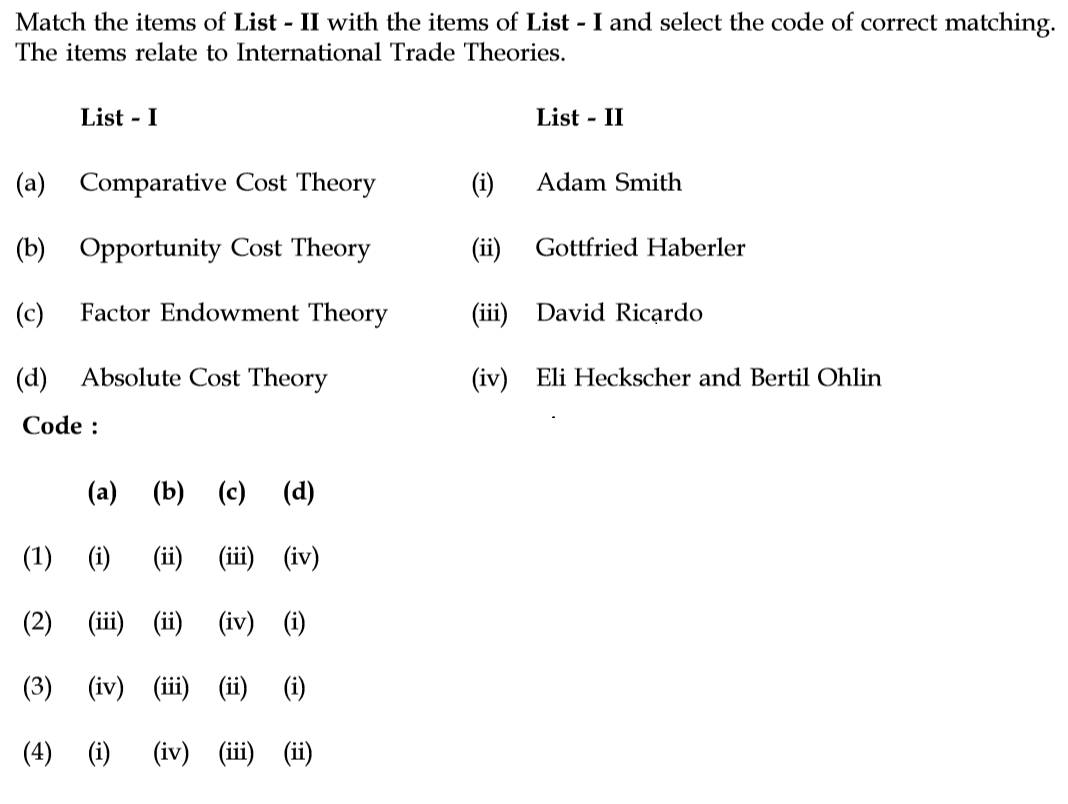 Match the items of List - II with the items of List - I and select the code of correct matching.
The items relate to International Trade Theories.
List - I List - II
(a) Comparative Cost Theory (i) Adam Smith
(b) Opportunity Cost Theory (ii) Gottfried Haberler
(c) Factor Endowment Theory (iii) David Ricardo
(d) Absolute Cost Theory (iv) Eli Heckscher and Bertil Ohlin
Code :
(a) (b) (c) (d)
(1) (i) (ii) (iii) (iv)
(2) (iii) (ii) (iv) (i)
(3) (iv) (iii) (ii) (i)
(4) (i) (iv) (iii) (ii)